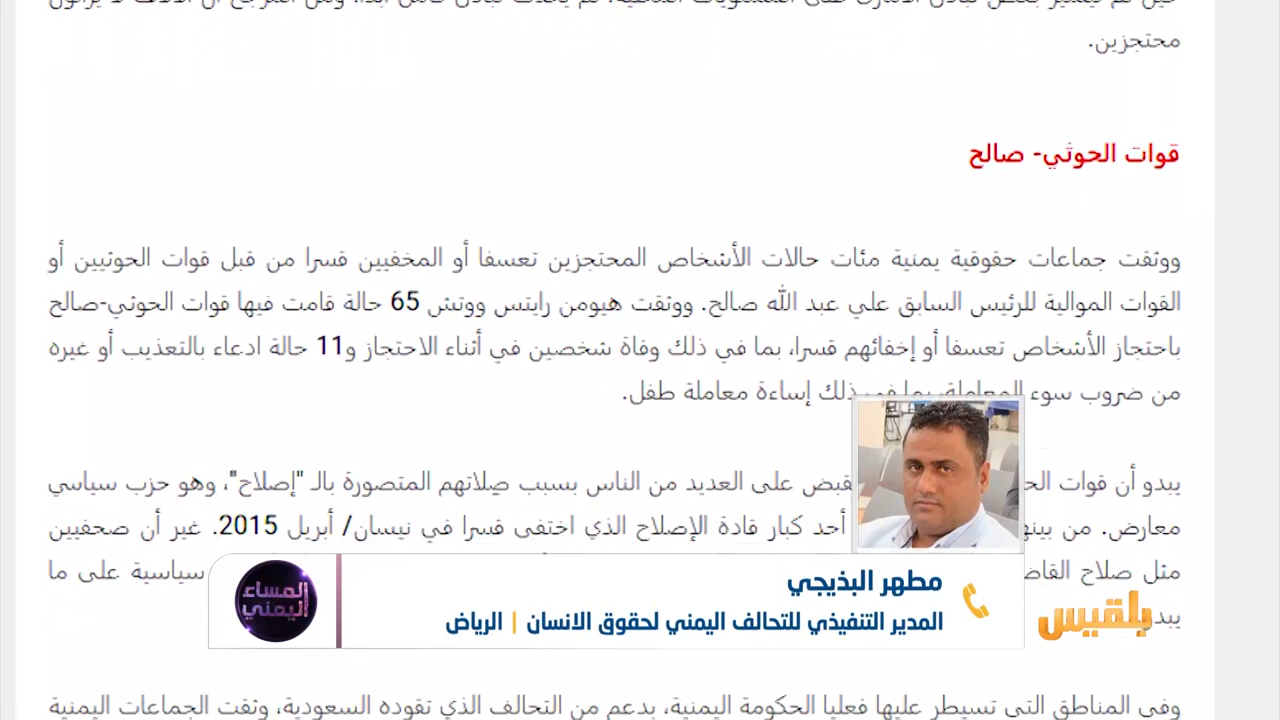 محتجزين.
قوات الحوثي- صالح
ووثقت جماعات حقوقية يمنية مئات حالات الأشخاص المحتجزين تعسفا أو المخفيين قسرا من قبل قوات الحوثيين أو
القوات الموالية للرئيس السابق علي عبد الله صالح. ووثقت هيومن رايتس ووتش 65 حالة قامت فيها قوات الحوثي-صالح
باحتجاز الأشخاص تعسفا أو إخفائهم قسرا، بما في ذلك وفاة شخصين في أثناء الاحتجاز و11 حالة ادعاء بالتعذيب أو غيره
من ضروب سوء المعاملة، بما في ذلك إساءة معاملة طفل.
يبدو أن قوات على العديد من الناس بسبب صِلاتهم المتصورة بالـ "إصلاح"، وهو حزب سياسي
معارض. من أحد كبار قادة الإصلاح الذي اختفى قسرا في نيسان/ أبريل 2015. غير أن صحفيين
مثل صلاح سياسية على ما
مطهر البذيجي
المدير التنفيذي للتحالف اليمني لحقوق الانسان | الرياض
المساء
اليمني
بلقيس
وفي المناطق التي تسيطر عليها فعليا الحكومة اليمنية، بدعم من التحالف الذي تقوده السعودية، وثقت الجماعات اليمنية